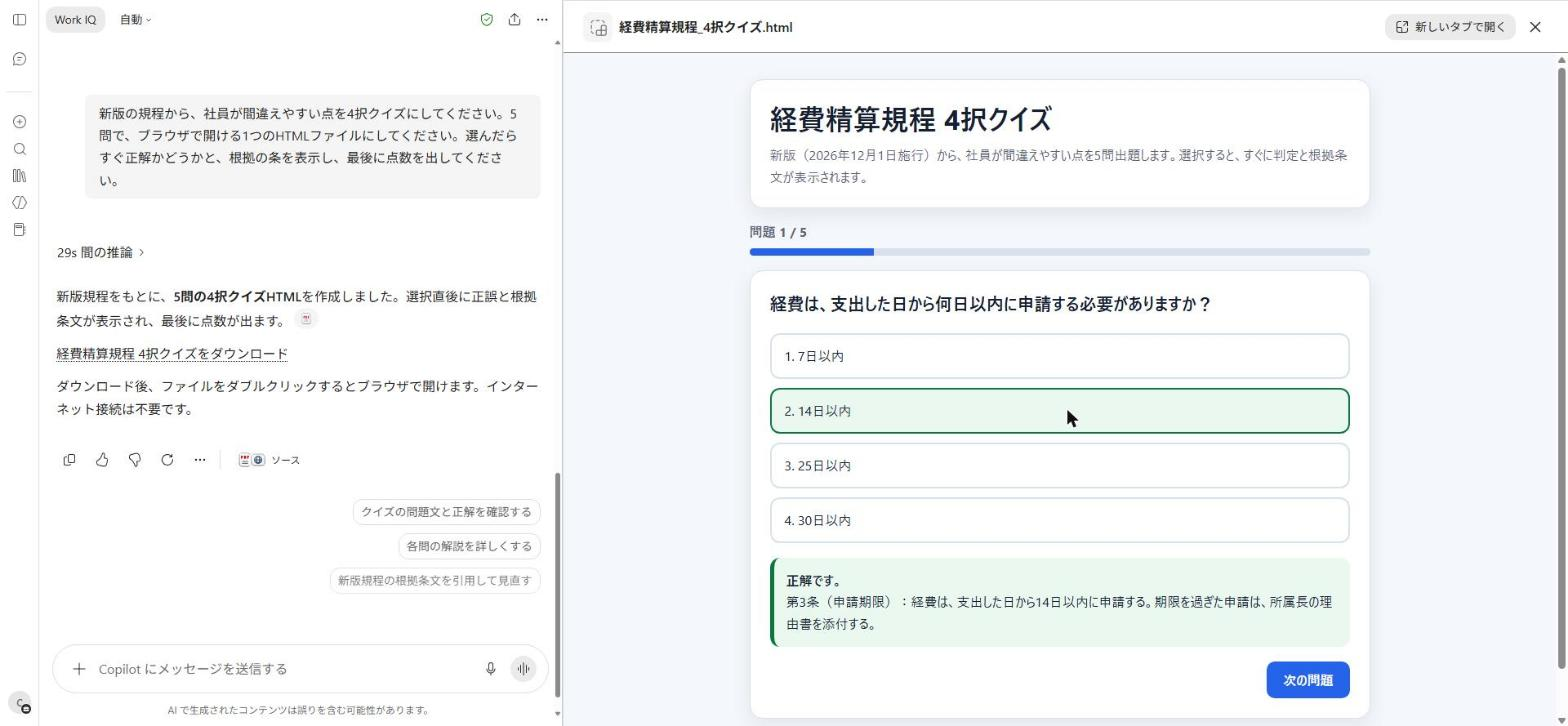 Work IQ
自動
新版の規程から、社員が間違えやすい点を4択クイズにしてください。5
問で、ブラウザで開ける1つのHTMLファイルにしてください。選んだら
すぐ正解かどうかと、根拠の条を表示し、最後に点数を出してくださ
い。
29s 間の推論
新版規程をもとに、5問の4択クイズHTMLを作成しました。選択直後に正誤と根拠
条文が表示され、最後に点数が出ます。
経費精算規程 4択クイズをダウンロード
ダウンロード後、ファイルをダブルクリックするとブラウザで開けます。インター
ネット接続は不要です。
ソース
クイズの問題文と正解を確認する
各問の解説を詳しくする
新版規程の根拠条文を引用して見直す
Copilot にメッセージを送信する
AI で生成されたコンテンツは誤りを含む可能性があります。
経費精算規程_4択クイズ.html
新しいタブで開く
経費精算規程 4択クイズ
新版（2026年12月1日施行）から、社員が間違えやすい点を5問出題します。選択すると、すぐに判定と根拠条
文が表示されます。
問題 1 / 5
経費は、支出した日から何日以内に申請する必要がありますか？
1. 7日以内
2. 14日以内
3. 25日以内
4. 30日以内
正解です。
第3条（申請期限）：経費は、支出した日から14日以内に申請する。期限を過ぎた申請は、所属長の理
由書を添付する。
次の問題